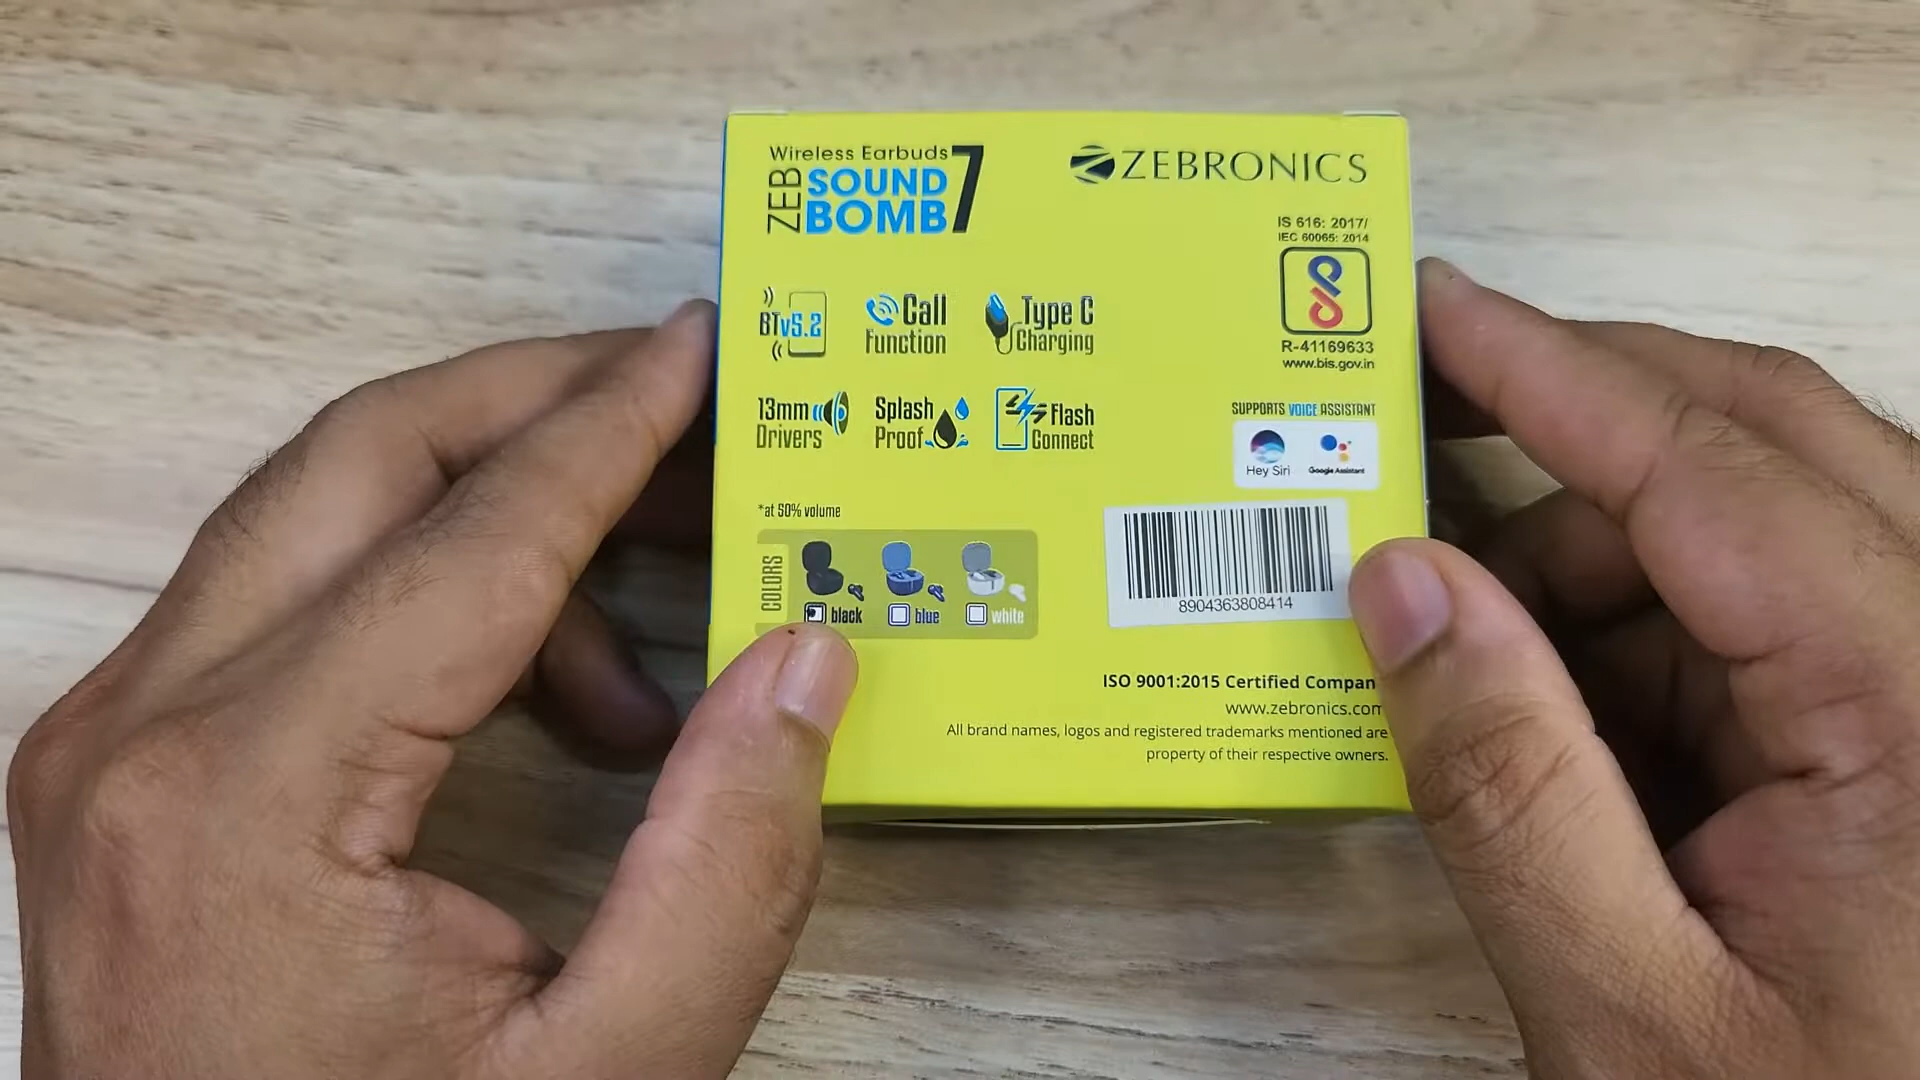 Wireless Earbuds
ZEB
SOUND
BOMB
7
ZEBRONICS
IS 616: 2017/
IEC 60065: 2014
R-41169633
www.bis.gov.in
BTv5.2
Call
Function
Type C
Charging
13mm
Drivers
Splash
Proof
Flash
Connect
SUPPORTS VOICE ASSISTANT
Hey Siri
Google Assistant
*at 50% volume
COLORS
black
blue
white
8904363808414
ISO 9001:2015 Certified Compan
www.zebronics.com
All brand names, logos and registered trademarks mentioned are
property of their respective owners.